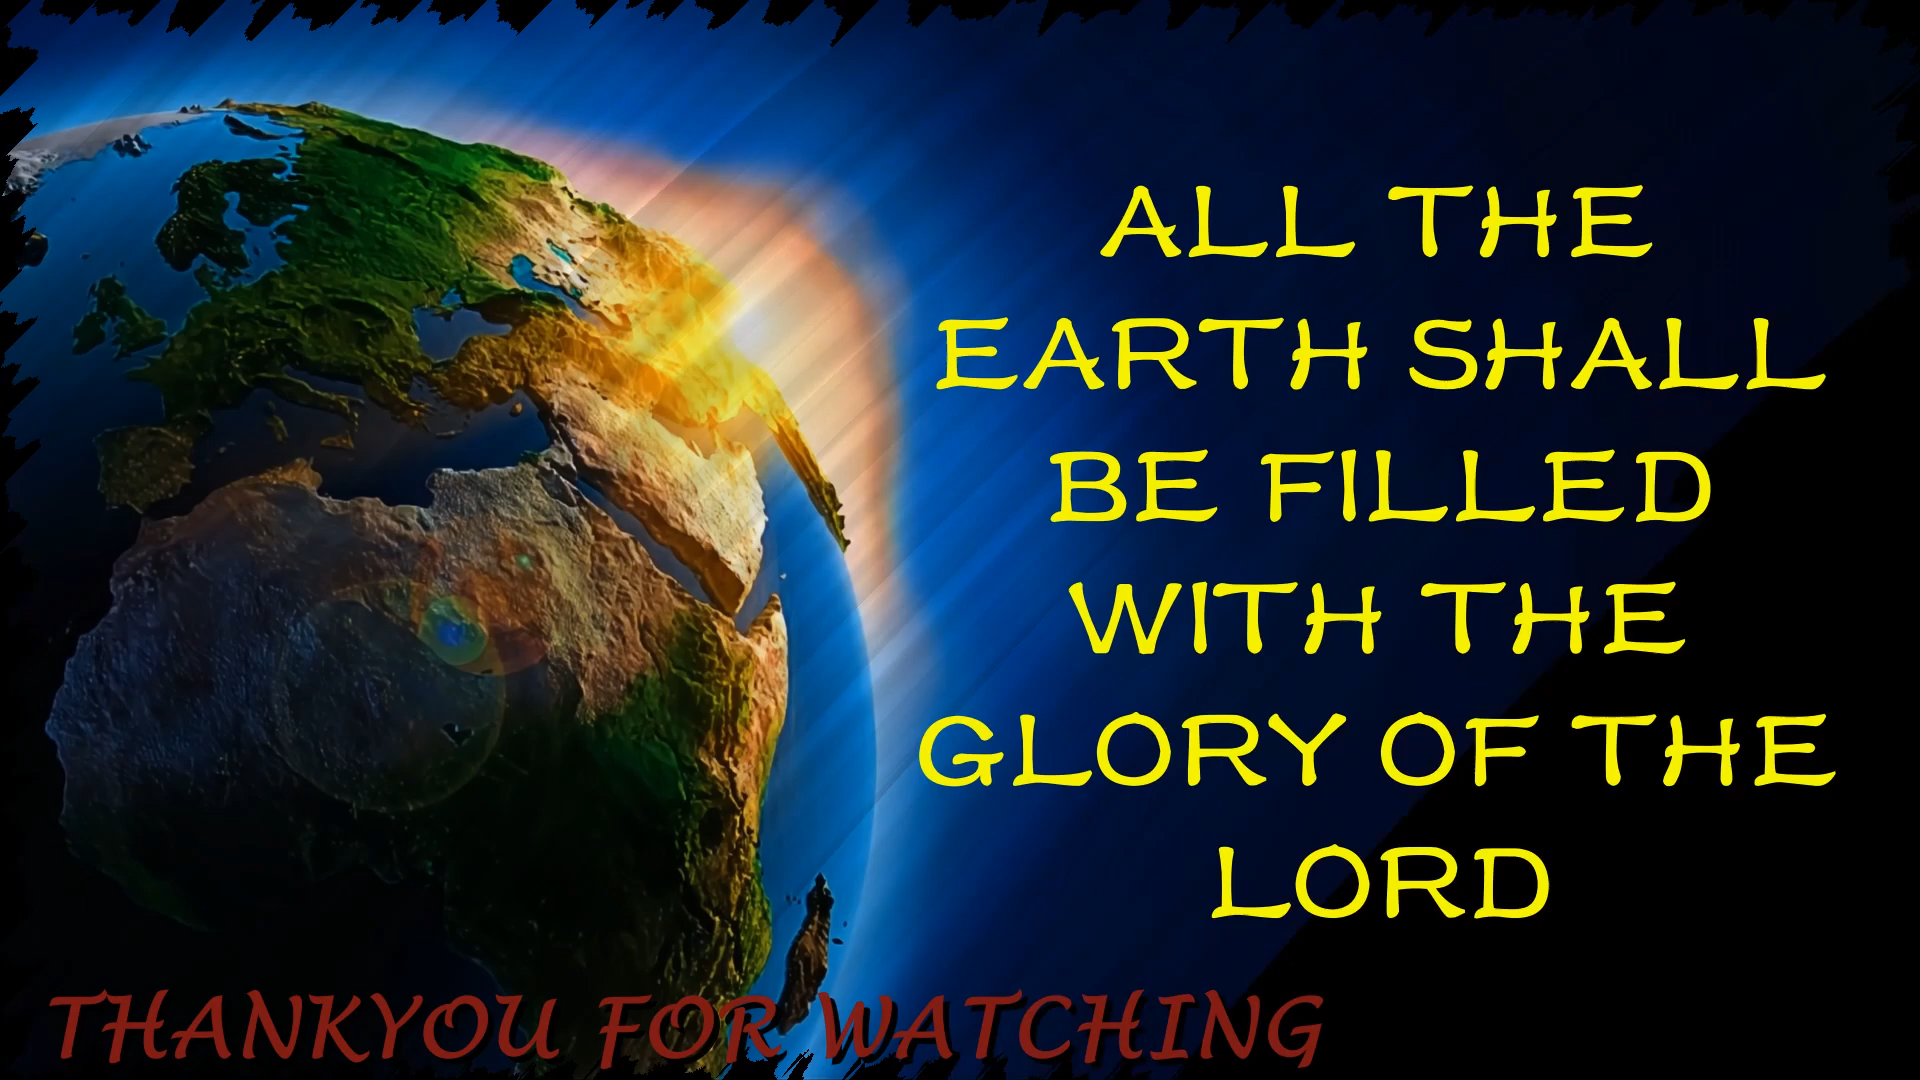 ALL THE
EARTH SHALL
BE FILLED
WITH THE
GLORY OF THE
LORD
THANKYOU FOR WATCHING